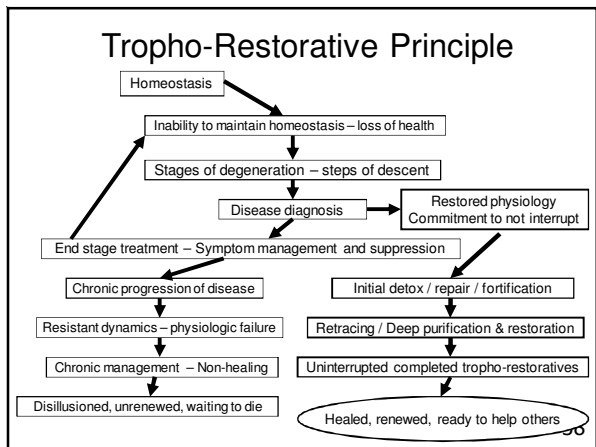 Tropho-Restorative Principle
Homeostasis
Inability to maintain homeostasis – loss of health
Stages of degeneration – steps of descent
Disease diagnosis
Restored physiology
Commitment to not interrupt
End stage treatment – Symptom management and suppression
Chronic progression of disease
Initial detox / repair / fortification
Resistant dynamics – physiologic failure
Retracing / Deep purification & restoration
Chronic management – Non-healing
Uninterrupted completed tropho-restoratives
Disillusioned, unrenewed, waiting to die
Healed, renewed, ready to help others